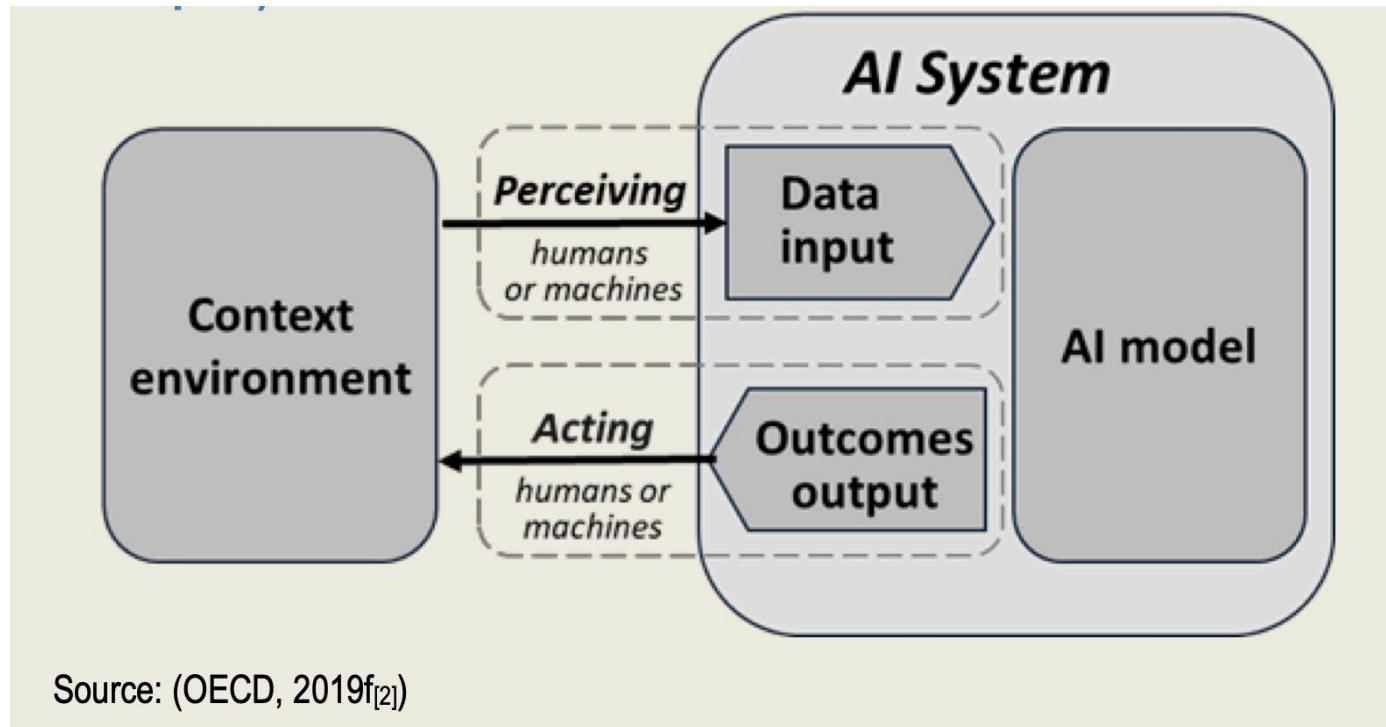 AI System
Perceiving
humans
or machines
Data
input
Context
environment
AI model
Acting
humans or
machines
Outcomes
output
Source: (OECD, 2019f[2])